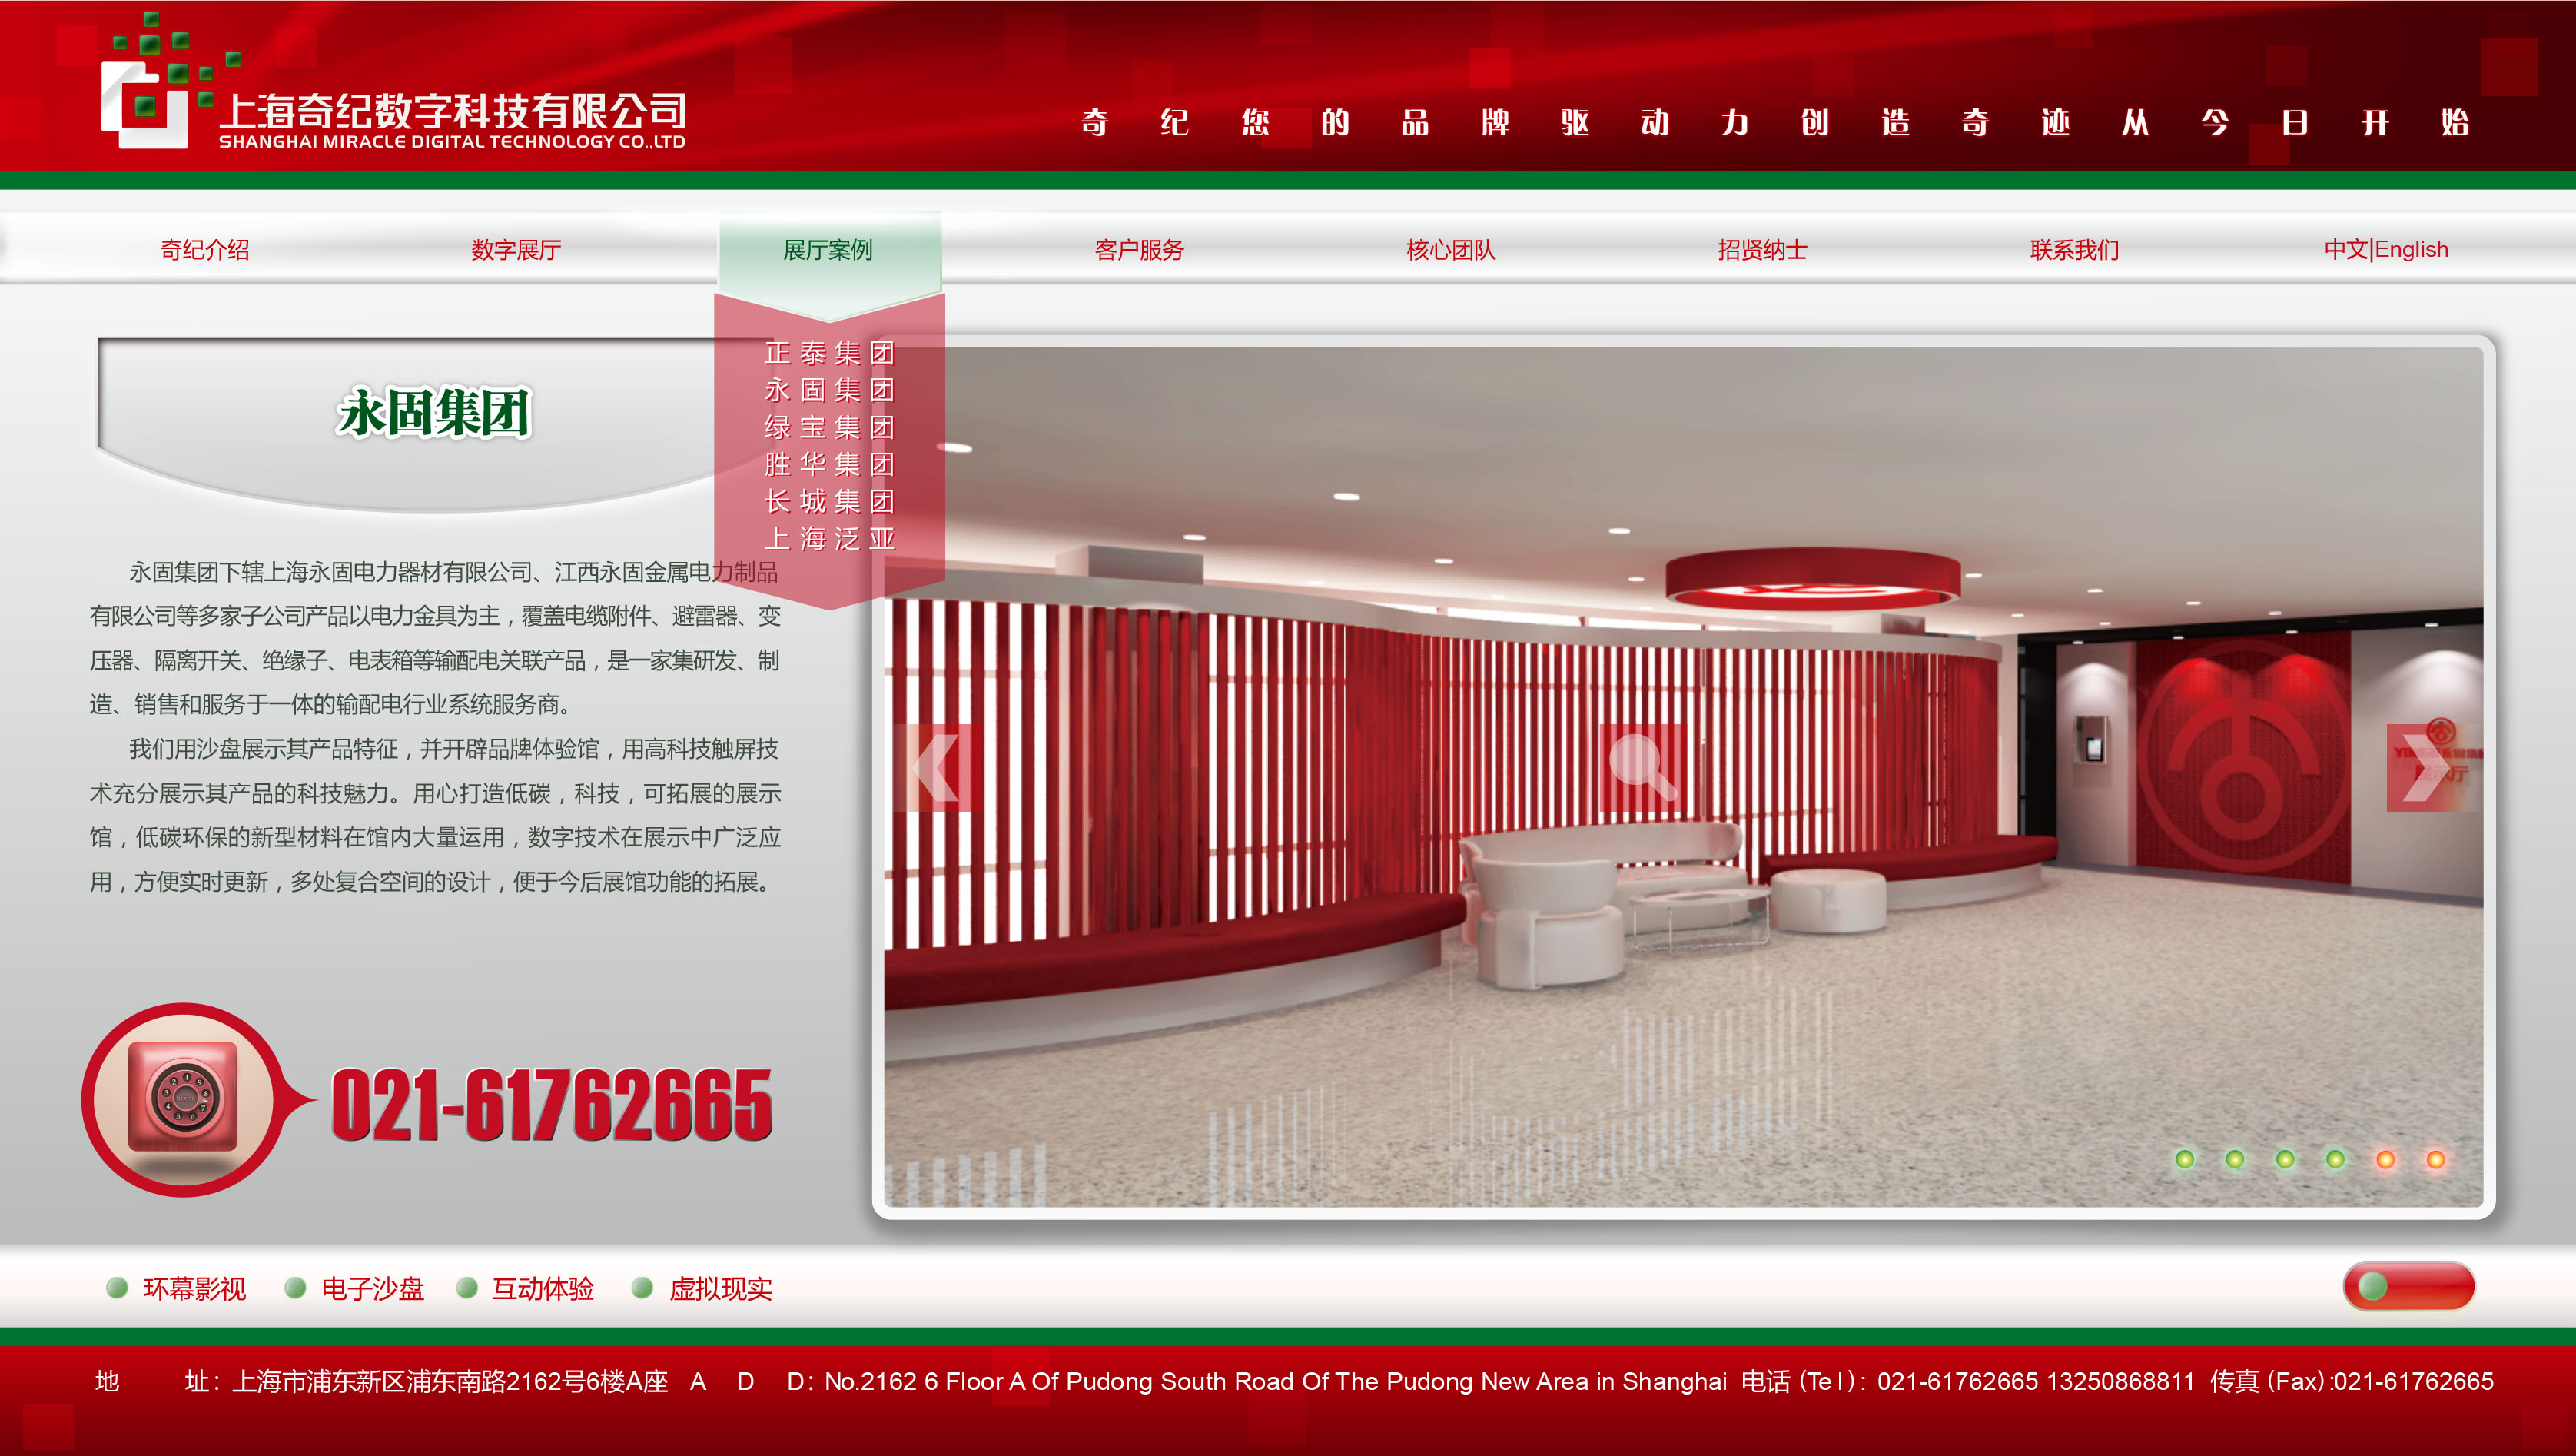 上海奇纪数字科技有限公司
SHANGHAI MIRACLE DIGITAL TECHNOLOGY CO.,LTD
奇纪您的品牌驱动力创造奇迹从今日开始
奇纪介绍 数字展厅 展厅案例 客户服务 核心团队 招贤纳士 联系我们 中文|English
正泰集团
永固集团
绿宝集团
胜华集团
长城集团
上海泛亚
永固集团
永固集团下辖上海永固电力器材有限公司、江西永固金属电力制品
有限公司等多家子公司产品以电力金具为主，覆盖电缆附件、避雷器、变
压器、隔离开关、绝缘子、电表箱等输配电关联产品，是一家集研发、制
造、销售和服务于一体的输配电行业系统服务商。
我们用沙盘展示其产品特征，并开辟品牌体验馆，用高科技触屏技
术充分展示其产品的科技魅力。用心打造低碳，科技，可拓展的展示
馆，低碳环保的新型材料在馆内大量运用，数字技术在展示中广泛应
用，方便实时更新，多处复合空间的设计，便于今后展馆功能的拓展。
021-61762665
环幕影视 电子沙盘 互动体验 虚拟现实
地 址：上海市浦东新区浦东南路2162号6楼A座 A D D：No.2162 6 Floor A Of Pudong South Road Of The Pudong New Area in Shanghai 电话（Tel）：021-61762665 13250868811 传真（Fax）:021-61762665